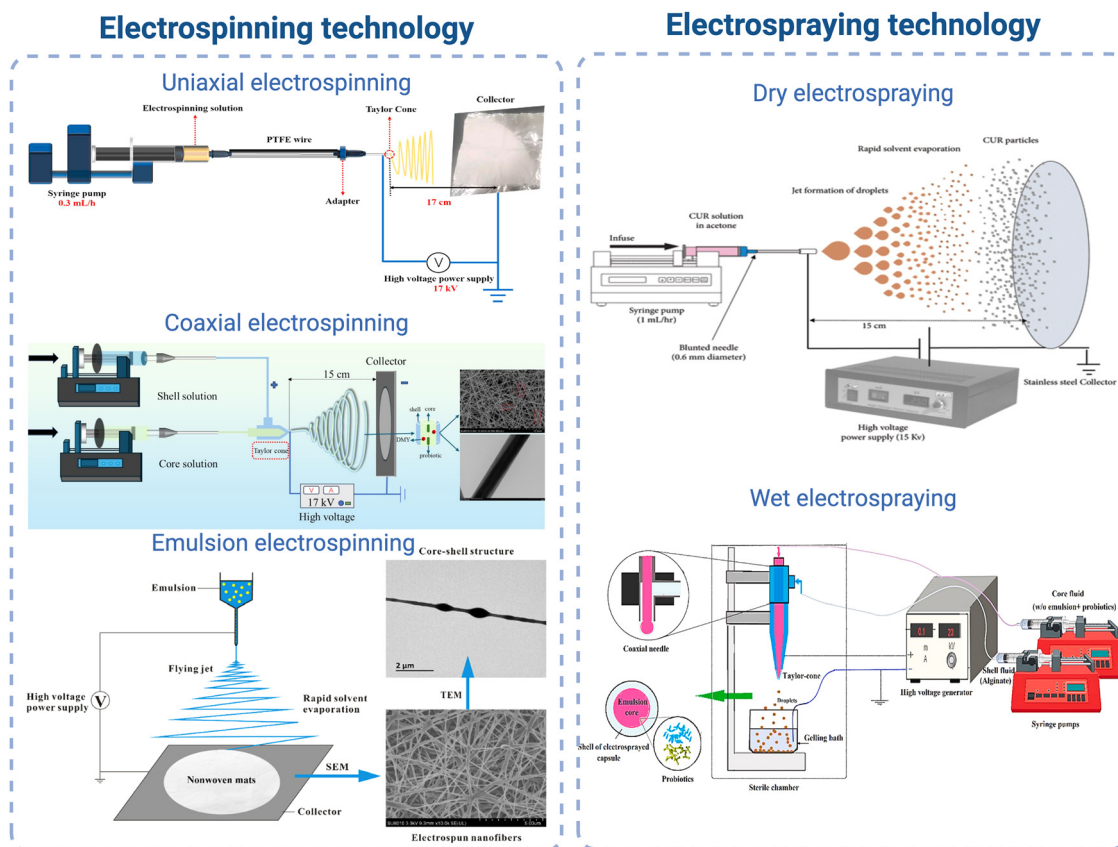 Electrospinning technology
Uniaxial electrospinning
Electrospinning solution
Taylor Cone
Collector
PTFE wire
Syringe pump
0.3 mL/h
Adapter
17 cm
V
High voltage power supply
17 kV
Coaxial electrospinning
Shell solution
Core solution
+
15 cm
Collector
Taylor cone
V A
17 kV
High voltage
shell core
DMY
probiotic
Emulsion electrospinning
Emulsion
Flying jet
High voltage
power supply
V
Rapid solvent
evaporation
Nonwoven mats
Collector
SEM
Core-shell structure
2 µm
TEM
Electrospun nanofibers
Electrospraying technology
Dry electrospraying
CUR particles
Rapid solvent evaporation
Jet formation of droplets
CUR solution
in acetone
Infuse
Syringe pump
(1 mL/hr)
Blunted needle
(0.6 mm diameter)
15 cm
Stainless steel Collector
High voltage
power supply (15 Kv)
Wet electrospraying
Coaxial needle
Taylor-cone
Droplets
Gelling bath
Sterile chamber
Emulsion
core
Shell of electrosprayed
capsule
Probiotics
0.1 23
m kV
A
+
-
High voltage generator
Core fluid
(w/o emulsion+ probiotics)
Shell fluid
(Alginate)
Syringe pumps